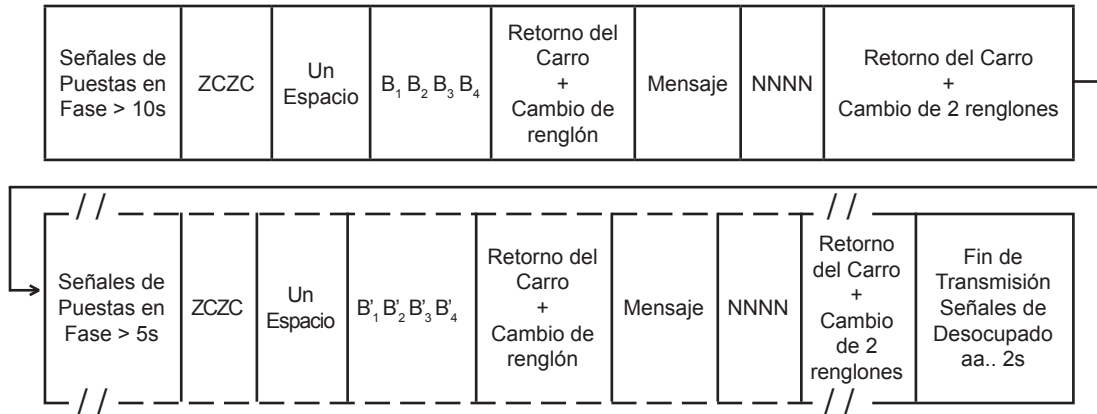 Señales de
Puestas en
Fase > 10s
ZCZC
Un
Espacio
B₁ B₂ B₃ B₄
Retorno del
Carro
+
Cambio de
renglón
Mensaje
NNNN
Retorno del Carro
+
Cambio de 2 renglones
Señales de
Puestas en
Fase > 5s
ZCZC
Un
Espacio
B'₁ B'₂ B'₃ B'₄
Retorno del
Carro
+
Cambio de
renglón
Mensaje
NNNN
Retorno
del Carro
+
Cambio
de 2
renglones
Fin de
Transmisión
Señales de
Desocupado
aa.. 2s